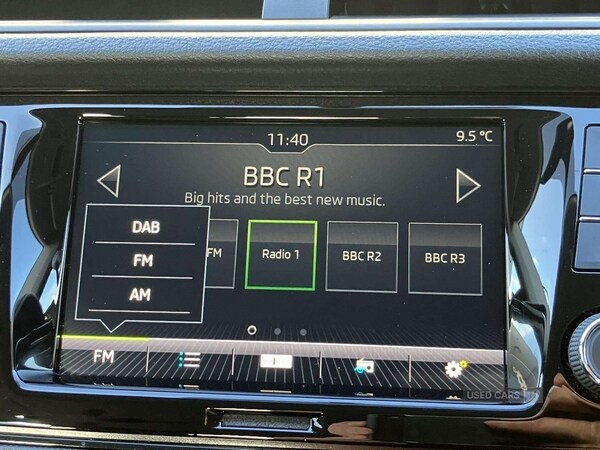 11:40
9.5 °C
BBC R1
Big hits and the best new music.
DAB
FM
AM
FM
Radio 1
BBC R2
BBC R3
FM
USED CARS NI